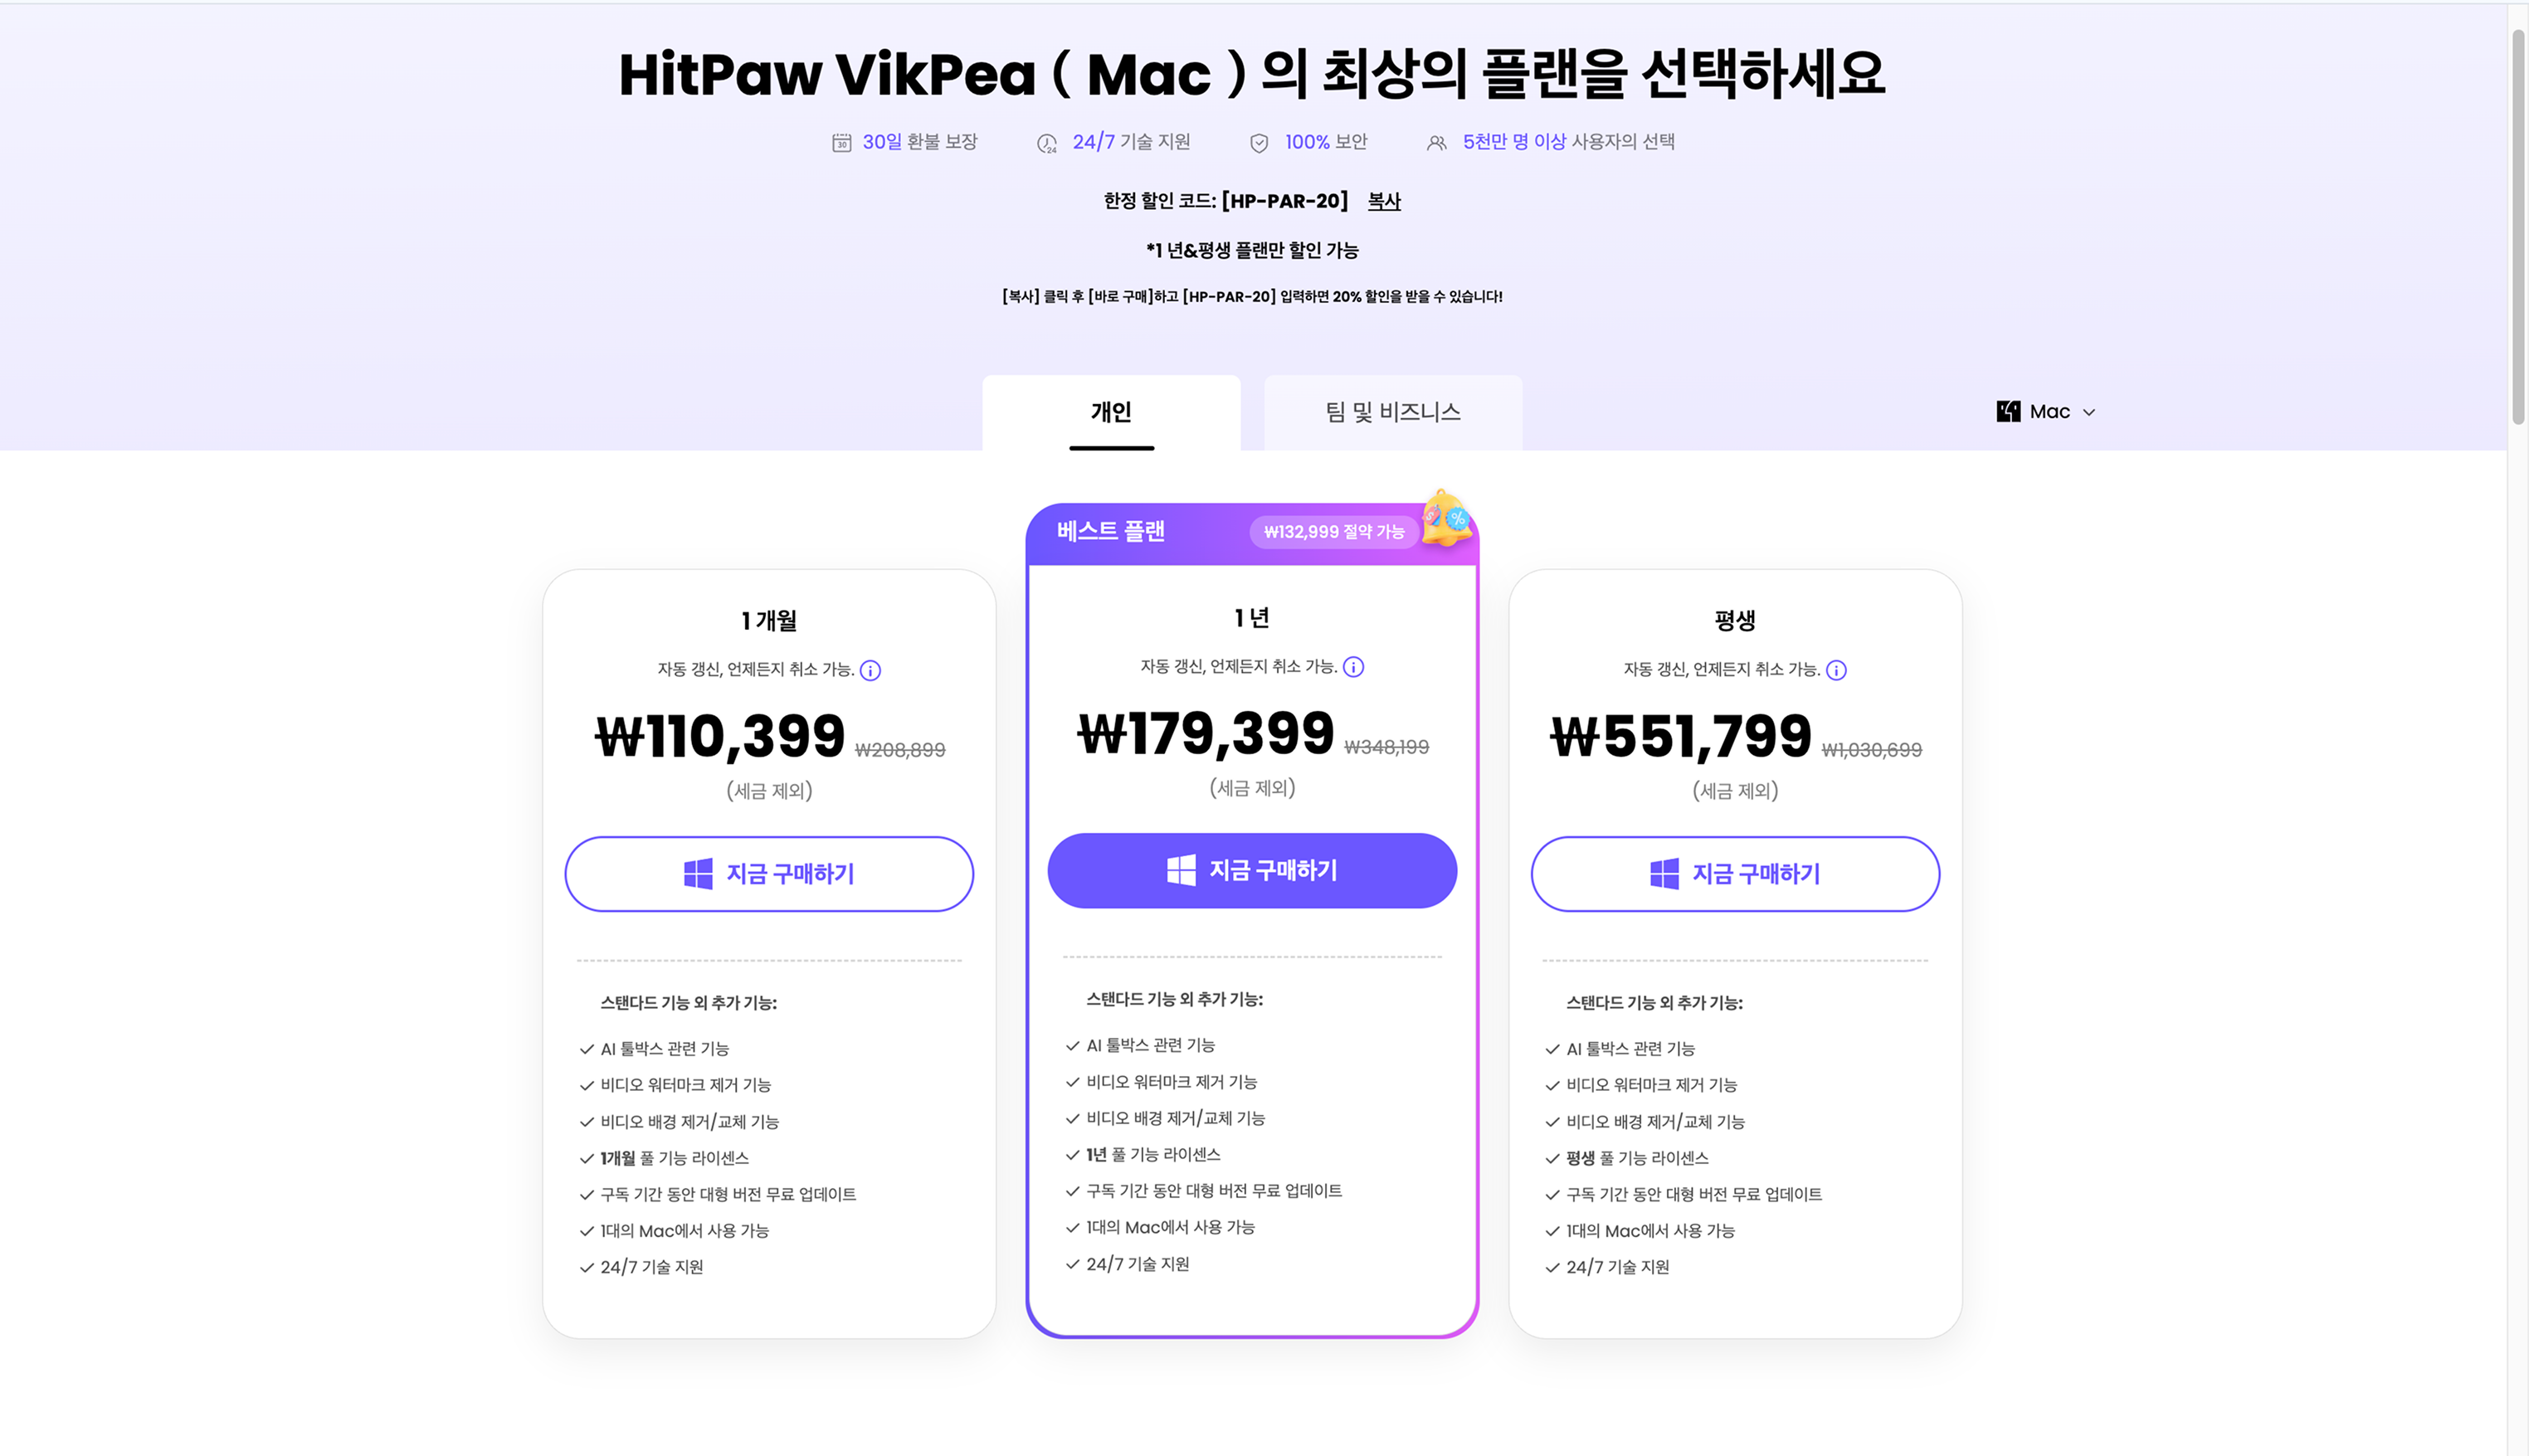 HitPaw VikPea ( Mac ) 의 최상의 플랜을 선택하세요
30일 환불 보장 24/7 기술 지원 100% 보안 5천만 명 이상 사용자의 선택
한정 할인 코드: [HP-PAR-20] 복사
*1 년&평생 플랜만 할인 가능
[복사] 클릭 후 [바로 구매]하고 [HP-PAR-20] 입력하면 20% 할인을 받을 수 있습니다!
개인
팀 및 비즈니스
Mac
1 개월
자동 갱신, 언제든지 취소 가능.
₩110,399 ₩208,899
(세금 제외)
지금 구매하기
스탠다드 기능 외 추가 기능:
AI 툴박스 관련 기능
비디오 워터마크 제거 기능
비디오 배경 제거/교체 기능
1개월 풀 기능 라이센스
구독 기간 동안 대형 버전 무료 업데이트
1대의 Mac에서 사용 가능
24/7 기술 지원
베스트 플랜 ₩132,999 절약 가능
1 년
자동 갱신, 언제든지 취소 가능.
₩179,399 ₩348,199
(세금 제외)
지금 구매하기
스탠다드 기능 외 추가 기능:
AI 툴박스 관련 기능
비디오 워터마크 제거 기능
비디오 배경 제거/교체 기능
1년 풀 기능 라이센스
구독 기간 동안 대형 버전 무료 업데이트
1대의 Mac에서 사용 가능
24/7 기술 지원
평생
자동 갱신, 언제든지 취소 가능.
₩551,799 ₩1,030,699
(세금 제외)
지금 구매하기
스탠다드 기능 외 추가 기능:
AI 툴박스 관련 기능
비디오 워터마크 제거 기능
비디오 배경 제거/교체 기능
평생 풀 기능 라이센스
구독 기간 동안 대형 버전 무료 업데이트
1대의 Mac에서 사용 가능
24/7 기술 지원